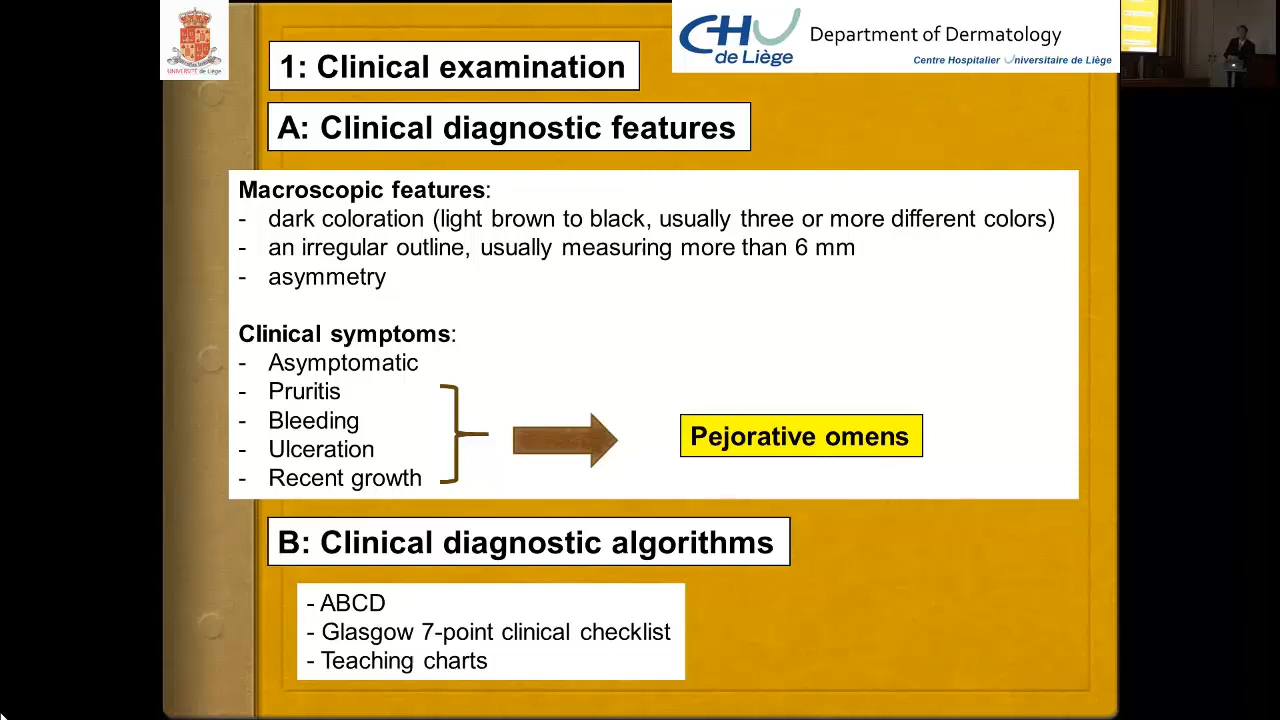 UNIVERSITÉ de Liège
CHU
de Liège
Department of Dermatology
Centre Hospitalier Universitaire de Liège
1: Clinical examination
A: Clinical diagnostic features
Macroscopic features:
- dark coloration (light brown to black, usually three or more different colors)
- an irregular outline, usually measuring more than 6 mm
- asymmetry
Clinical symptoms:
- Asymptomatic
- Pruritis
- Bleeding
- Ulceration
- Recent growth
Pejorative omens
B: Clinical diagnostic algorithms
- ABCD
- Glasgow 7-point clinical checklist
- Teaching charts